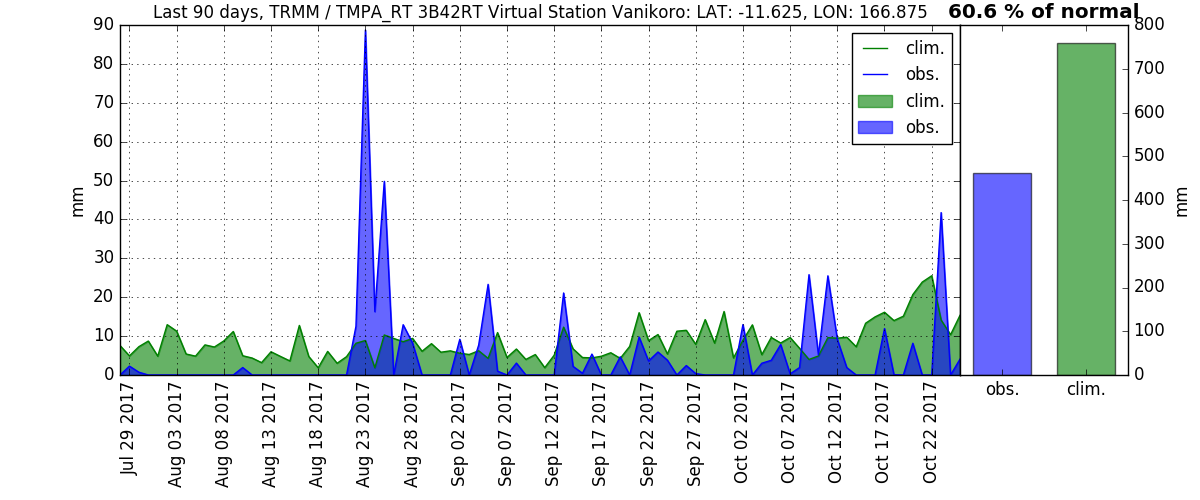 Last 90 days, TRMM / TMPA_RT 3B42RT Virtual Station Vanikoro: LAT: -11.625, LON: 166.875
60.6 % of normal
90
80
70
60
50
40
30
20
10
0
mm
clim.
obs.
clim.
obs.
Jul 29 2017
Aug 03 2017
Aug 08 2017
Aug 13 2017
Aug 18 2017
Aug 23 2017
Aug 28 2017
Sep 02 2017
Sep 07 2017
Sep 12 2017
Sep 17 2017
Sep 22 2017
Sep 27 2017
Oct 02 2017
Oct 07 2017
Oct 12 2017
Oct 17 2017
Oct 22 2017
800
700
600
500
400
300
200
100
0
mm
obs.
clim.